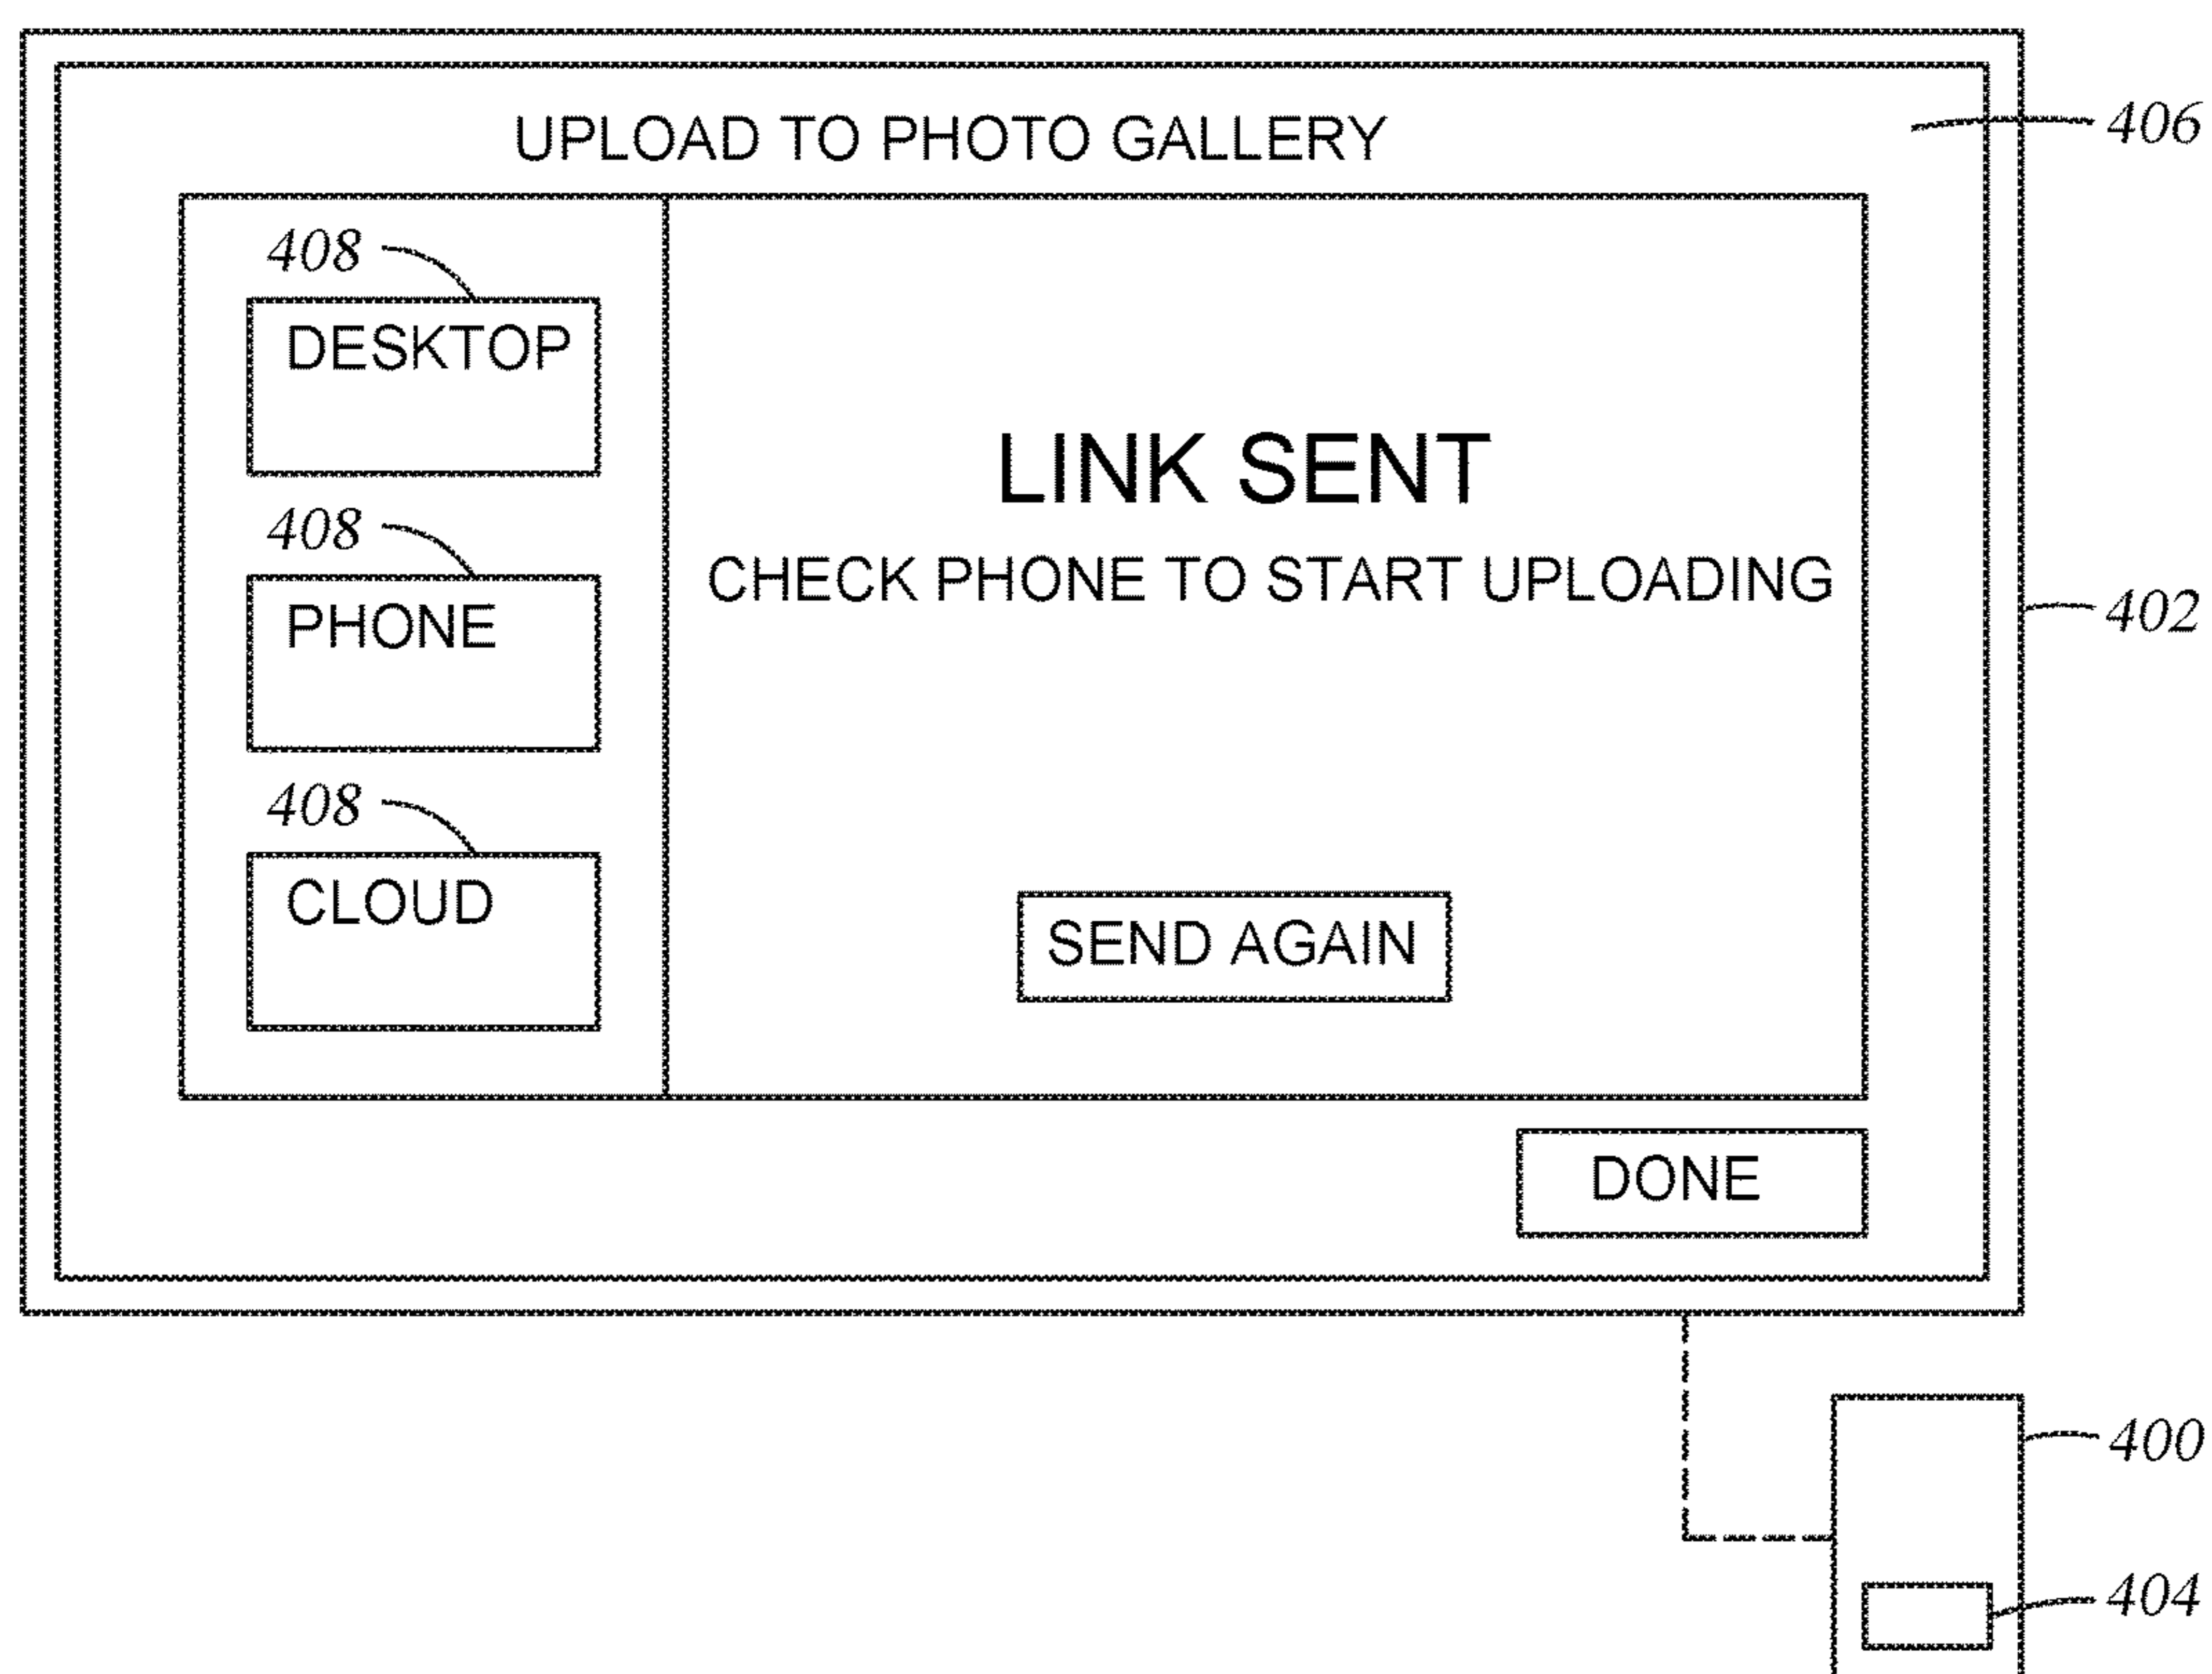 UPLOAD TO PHOTO GALLERY
406
408
DESKTOP
408
PHONE
408
CLOUD
LINK SENT
CHECK PHONE TO START UPLOADING
SEND AGAIN
402
DONE
400
404